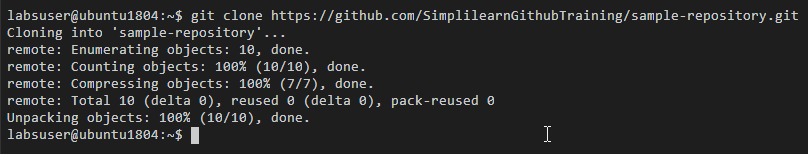 labsuser@ubuntu1804:~$ git clone https://github.com/SimplilearnGithubTraining/sample-repository.git
Cloning into 'sample-repository'...
remote: Enumerating objects: 10, done.
remote: Counting objects: 100% (10/10), done.
remote: Compressing objects: 100% (7/7), done.
remote: Total 10 (delta 0), reused 0 (delta 0), pack-reused 0
Unpacking objects: 100% (10/10), done.
labsuser@ubuntu1804:~$